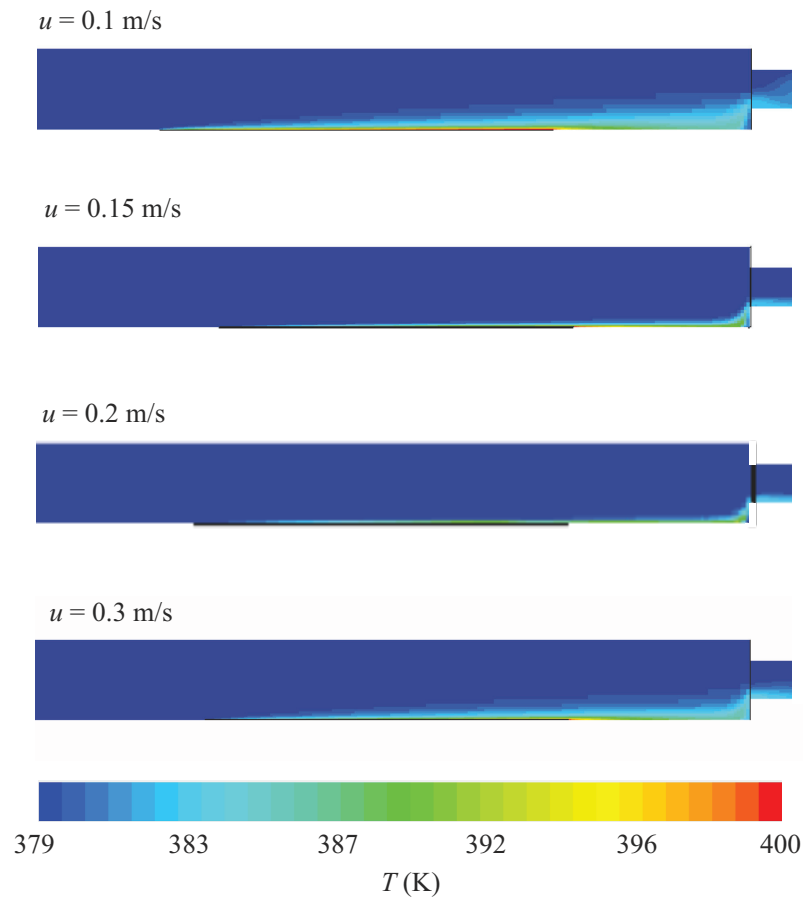 u = 0.1 m/s
u = 0.15 m/s
u = 0.2 m/s
u = 0.3 m/s
379 383 387 392 396 400
T (K)